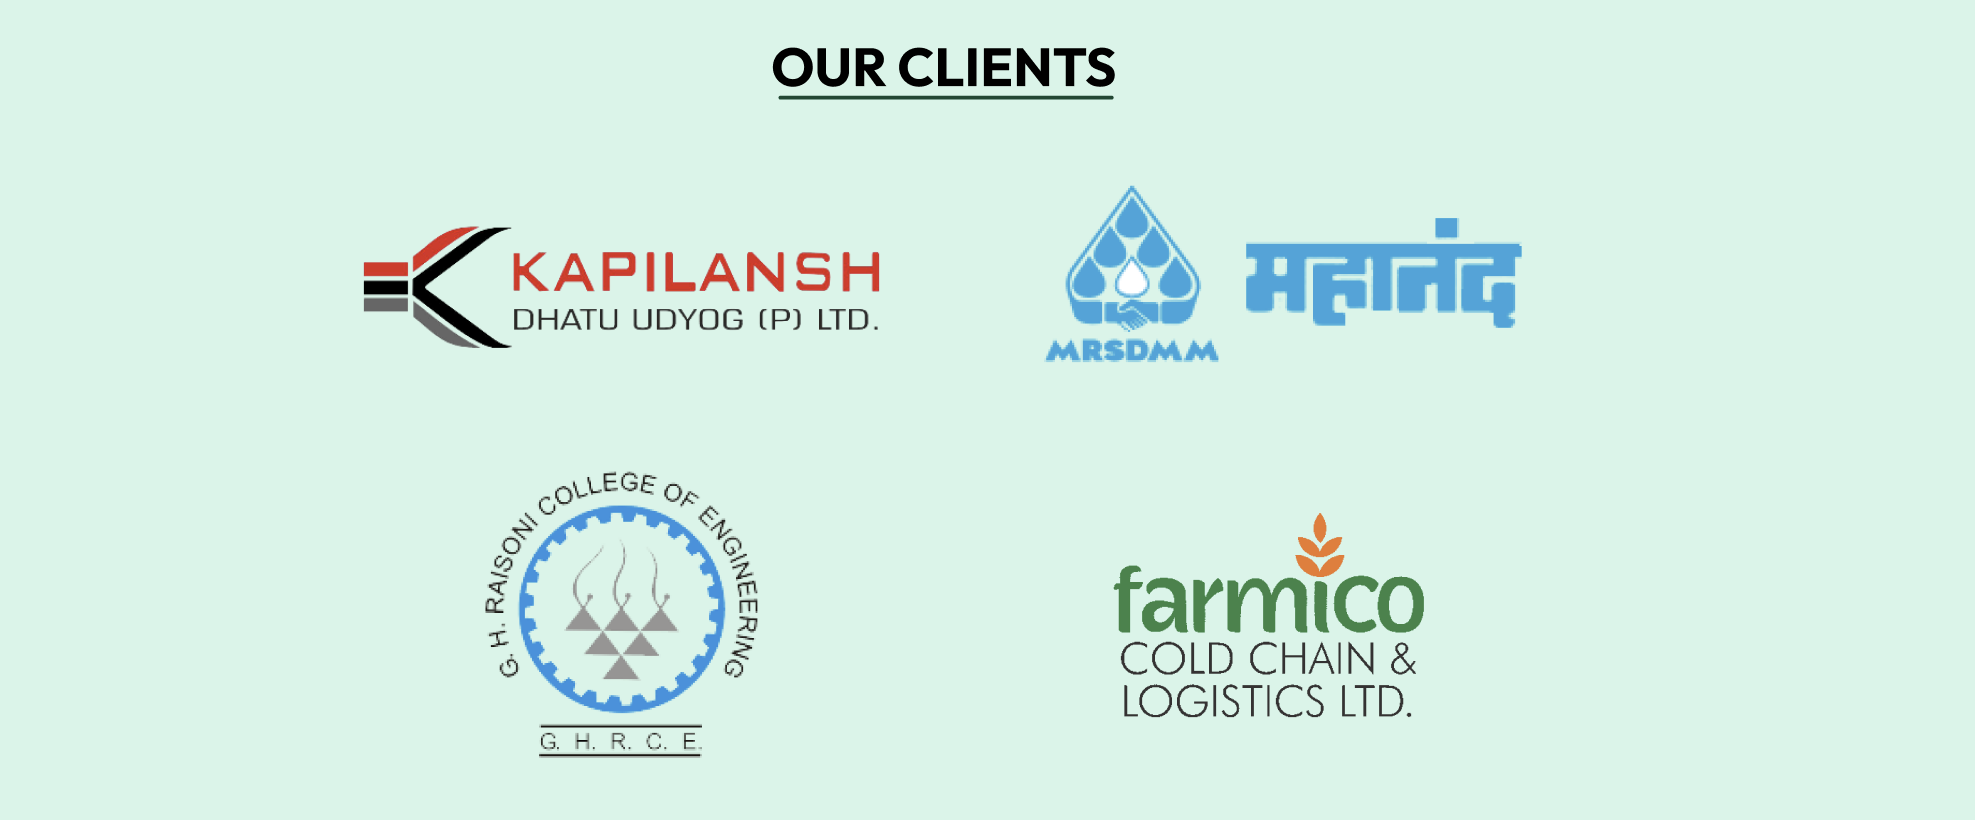 OUR CLIENTS
KAPILANSH
DHATU UDYOG (P) LTD.
MRSDMM
महानंद
G. H. RAISONI COLLEGE OF ENGINEERING
G. H. R. C. E.
farmico
COLD CHAIN &
LOGISTICS LTD.